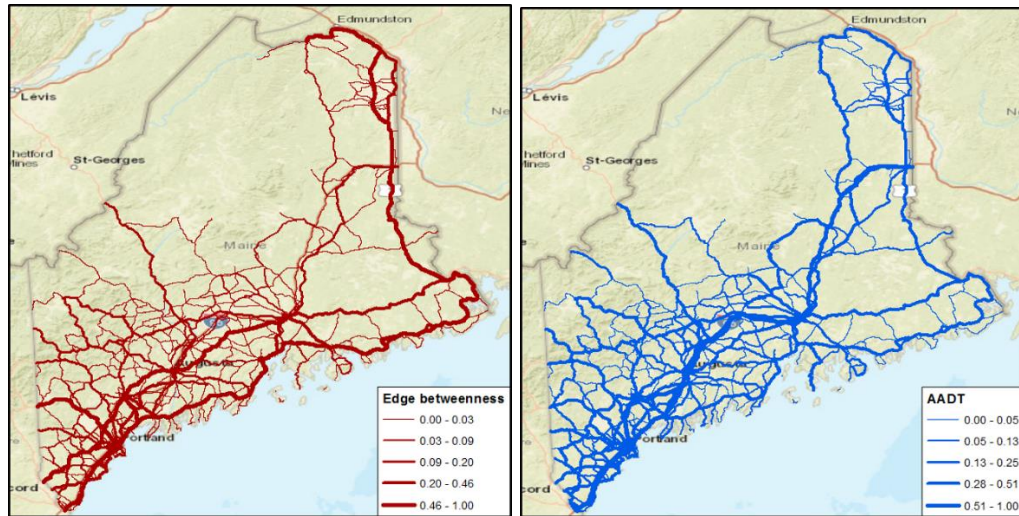 Edmundston
Lévis
hetford
Mines
St-Georges
Maine
ortland
cord
Edge betweenness
0.00 - 0.03
0.03 - 0.09
0.09 - 0.20
0.20 - 0.46
0.46 - 1.00
Edmundston
Lévis
hetford
Mines
St-Georges
Maine
ortland
cord
AADT
0.00 - 0.05
0.05 - 0.13
0.13 - 0.25
0.28 - 0.51
0.51 - 1.00